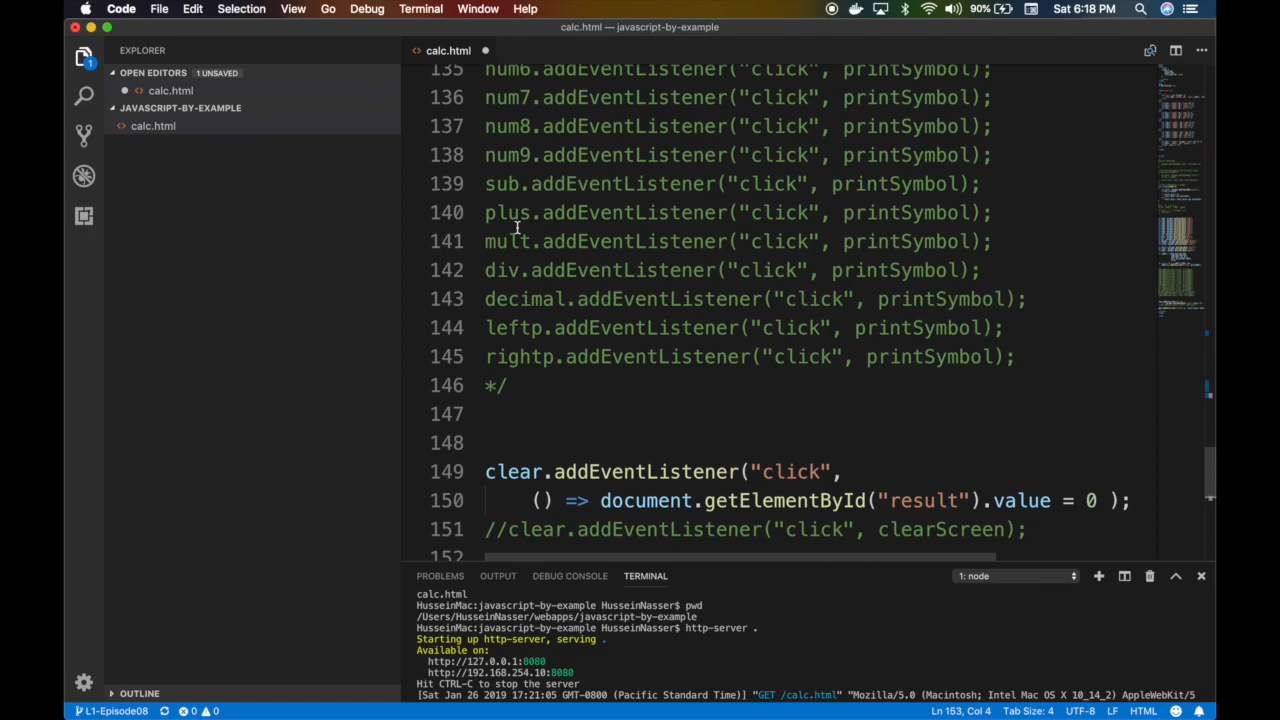 Code File Edit Selection View Go Debug Terminal Window Help 90% Sat 6:18 PM
calc.html — javascript-by-example
EXPLORER
calc.html
OPEN EDITORS 1 UNSAVED
calc.html
JAVASCRIPT-BY-EXAMPLE
calc.html
1
135 num6.addEventListener("click", printSymbol);
136 num7.addEventListener("click", printSymbol);
137 num8.addEventListener("click", printSymbol);
138 num9.addEventListener("click", printSymbol);
139 sub.addEventListener("click", printSymbol);
140 plus.addEventListener("click", printSymbol);
141 mult.addEventListener("click", printSymbol);
142 div.addEventListener("click", printSymbol);
143 decimal.addEventListener("click", printSymbol);
144 leftp.addEventListener("click", printSymbol);
145 rightp.addEventListener("click", printSymbol);
146 */
147
148
149 clear.addEventListener("click",
150 () => document.getElementById("result").value = 0 );
151 //clear.addEventListener("click", clearScreen);
152
PROBLEMS OUTPUT DEBUG CONSOLE TERMINAL 1: node
calc.html
HusseinMac:javascript-by-example HusseinNasser$ pwd
/Users/HusseinNasser/webapps/javascript-by-example
HusseinMac:javascript-by-example HusseinNasser$ http-server .
Starting up http-server, serving .
Available on:
http://127.0.0.1:8080
http://192.168.254.10:8080
Hit CTRL-C to stop the server
[Sat Jan 26 2019 17:21:05 GMT-0800 (Pacific Standard Time)] "GET /calc.html" "Mozilla/5.0 (Macintosh; Intel Mac OS X 10_14_2) AppleWebKit/5
OUTLINE
L1-Episode08 0 0 Ln 153, Col 4 Tab Size: 4 UTF-8 LF HTML